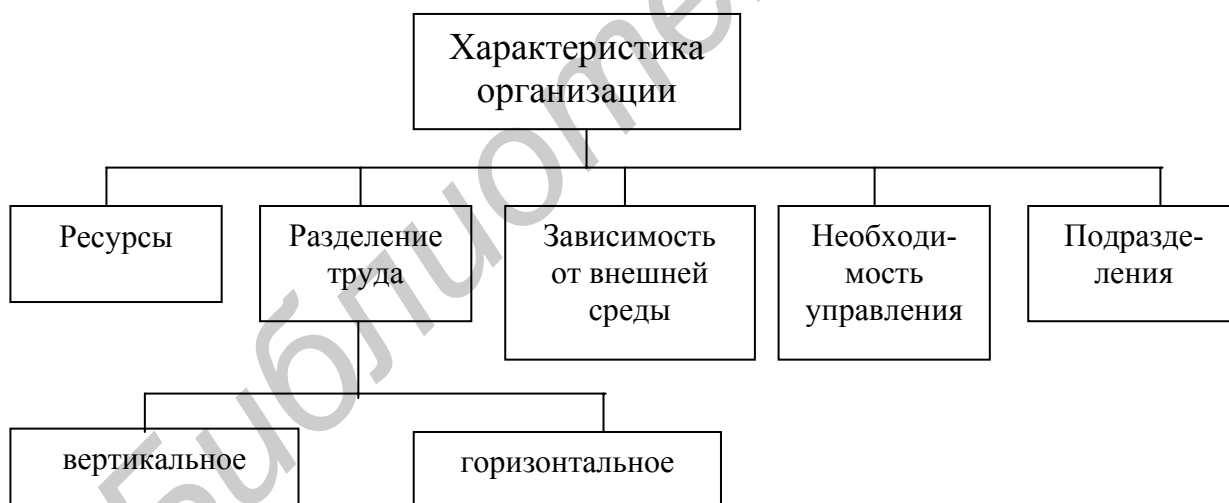 Характеристика
организации
Ресурсы
Разделение
труда
Зависимость
от внешней
среды
Необходи-
мость
управления
Подразде-
ления
вертикальное
горизонтальное